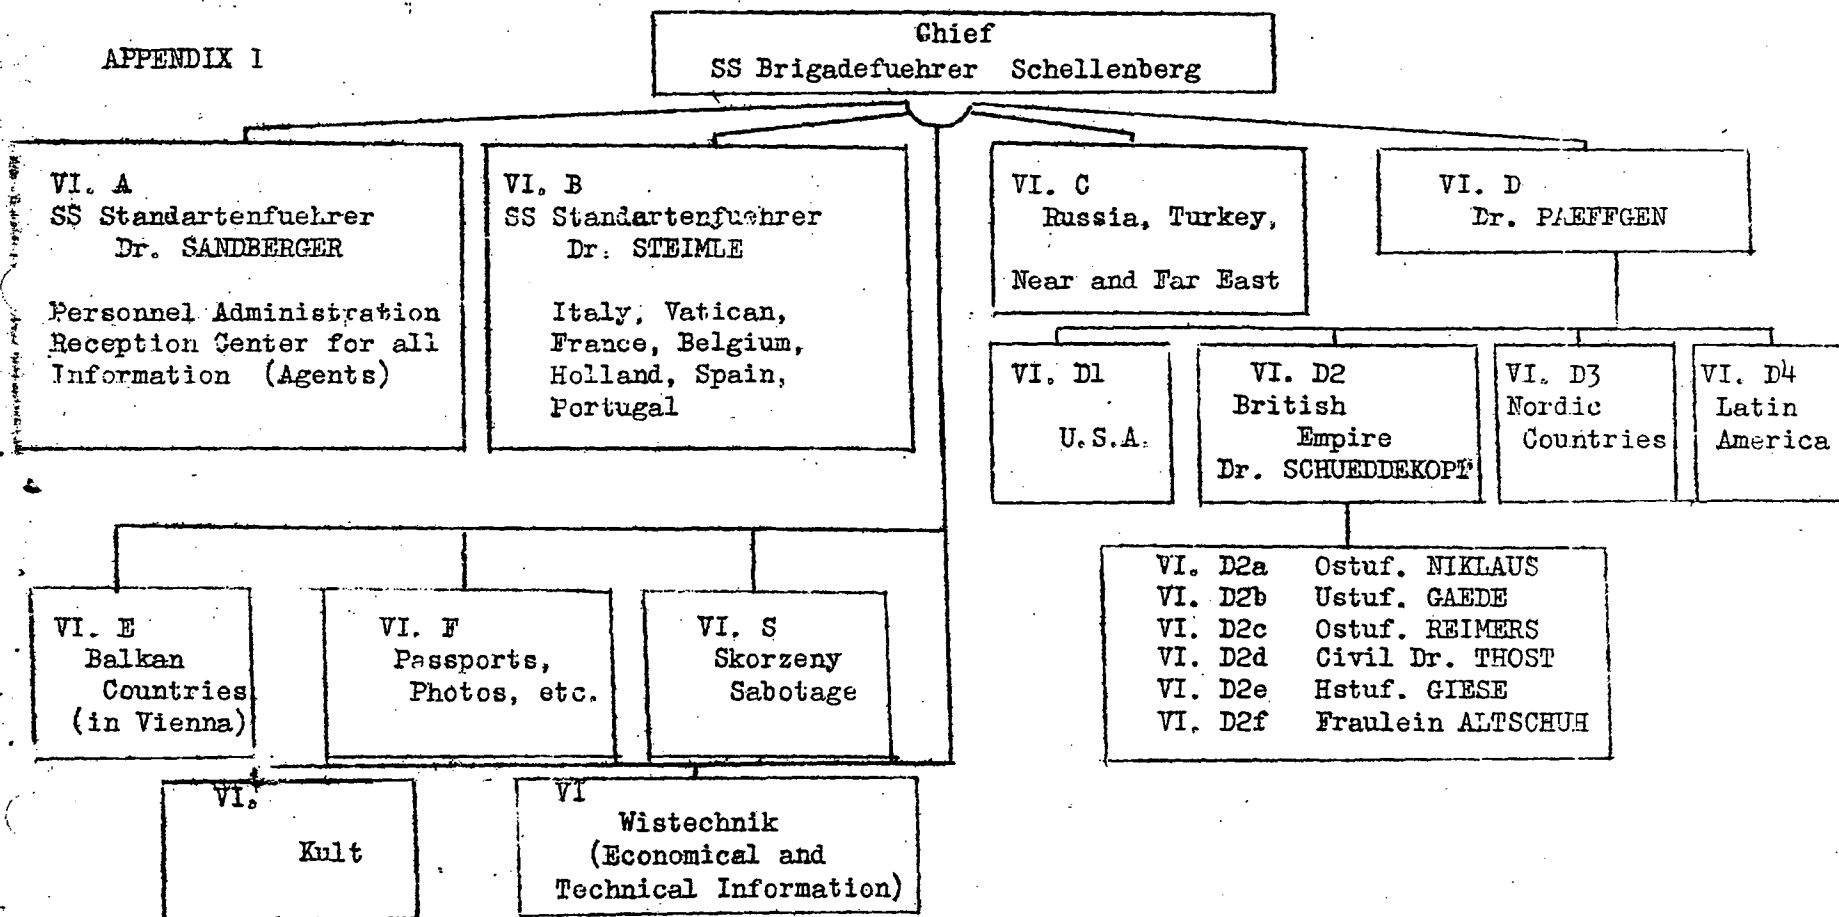 APPENDIX 1
Chief
SS Brigadefuehrer Schellenberg
VI. A
SS Standartenfuehrer
Dr. SANDBERGER
Personnel Administration
Reception Center for all
Information (Agents)
VI. B
SS Standartenfuehrer
Dr. STEIMLE
Italy, Vatican,
France, Belgium,
Holland, Spain,
Portugal
VI. C
Russia, Turkey,
Near and Far East
VI. D
Dr. PAEFFGEN
VI. D1
U.S.A.
VI. D2
British
Empire
Dr. SCHUEDDEKOPF
VI. D3
Nordic
Countries
VI. D4
Latin
America
VI. D2a Ostuf. NIKLAUS
VI. D2b Ustuf. GAEDE
VI. D2c Ostuf. REIMERS
VI. D2d Civil Dr. THOST
VI. D2e Hstuf. GIESE
VI. D2f Fraulein ALTSCHUH
VI. E
Balkan
Countries
(in Vienna)
VI. F
Passports,
Photos, etc.
VI. S
Skorzeny
Sabotage
VI.
Kult
VI
Wistechnik
(Economical and
Technical Information)